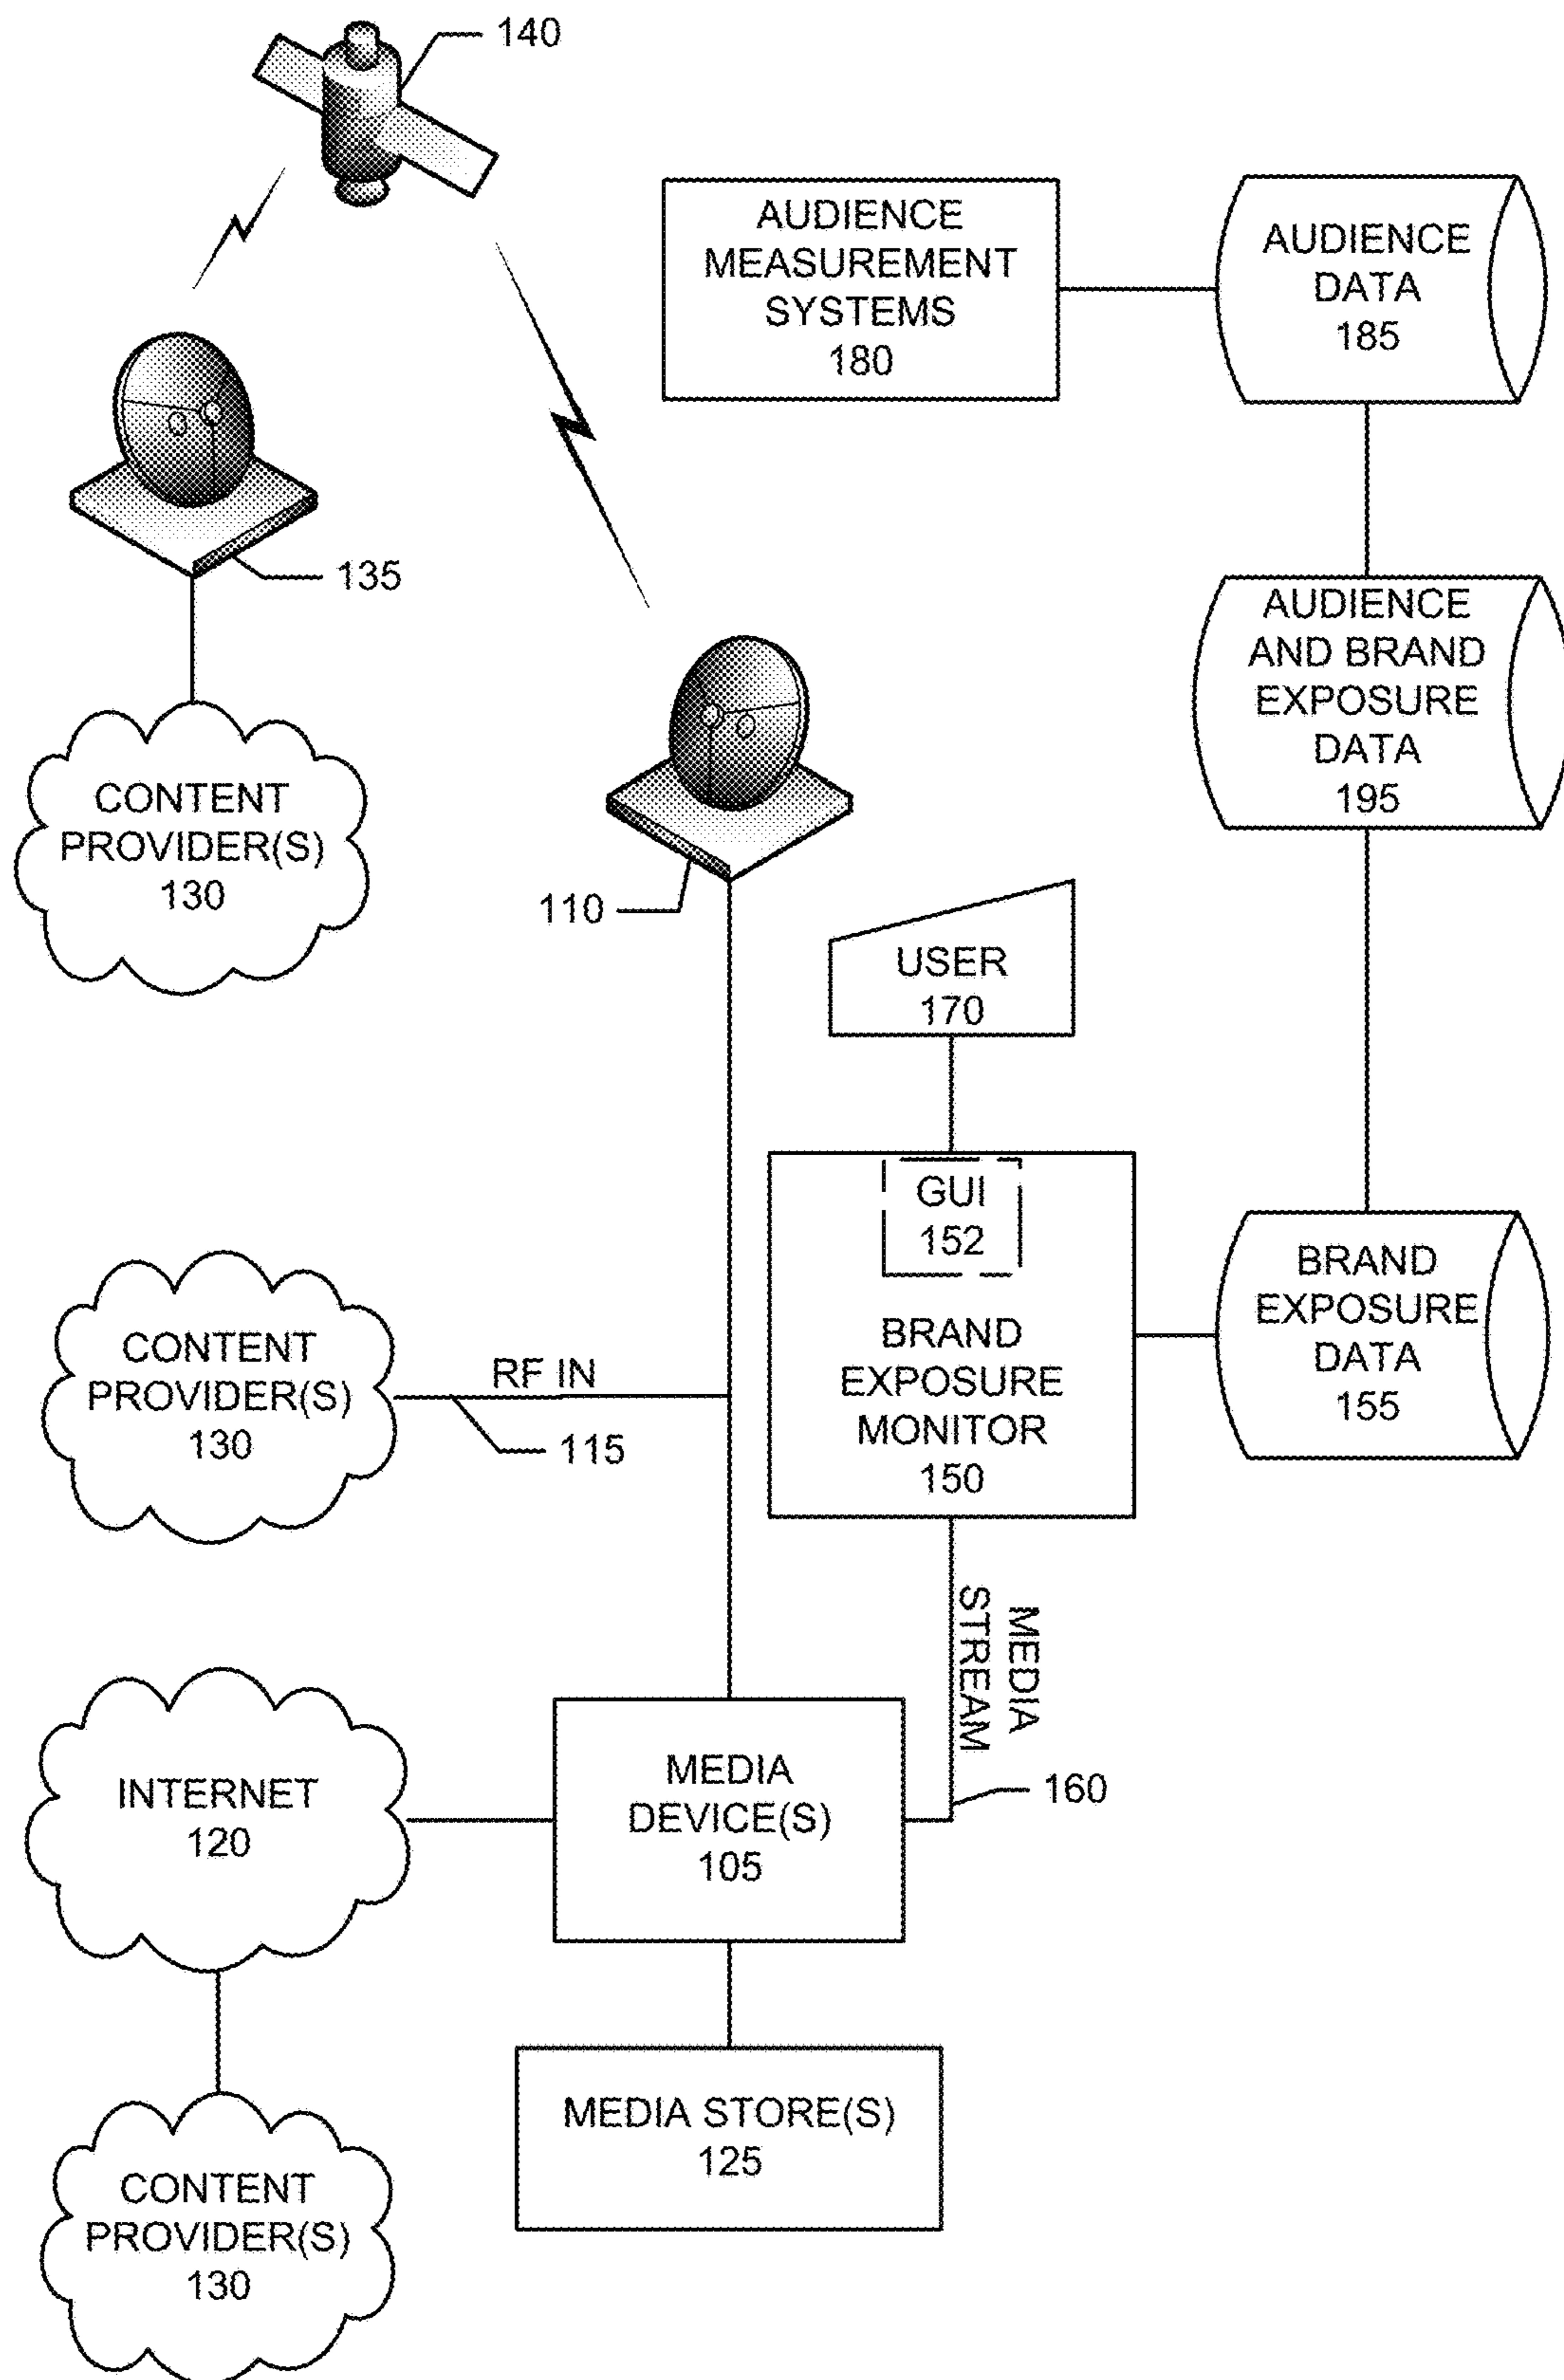 140
AUDIENCE
MEASUREMENT
SYSTEMS
180
AUDIENCE
DATA
185
135
AUDIENCE
AND BRAND
EXPOSURE
DATA
195
CONTENT
PROVIDER(S)
130
110
USER
170
GUI
152
BRAND
EXPOSURE
MONITOR
150
BRAND
EXPOSURE
DATA
155
CONTENT
PROVIDER(S)
130
RF IN
115
MEDIA
STREAM
160
INTERNET
120
MEDIA
DEVICE(S)
105
MEDIA STORE(S)
125
CONTENT
PROVIDER(S)
130